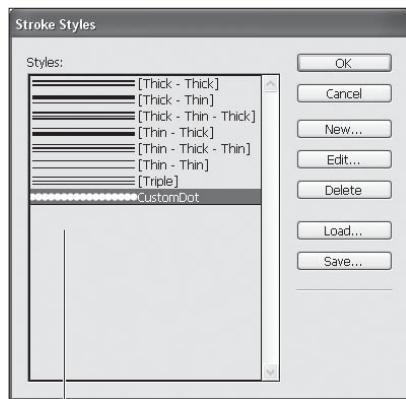 Stroke Styles
Styles:
[Thick - Thick]
[Thick - Thin]
[Thick - Thin - Thick]
[Thin - Thick]
[Thin - Thick - Thin]
[Thin - Thin]
[Triple]
CustomDot
OK
Cancel
New...
Edit...
Delete
Load...
Save...